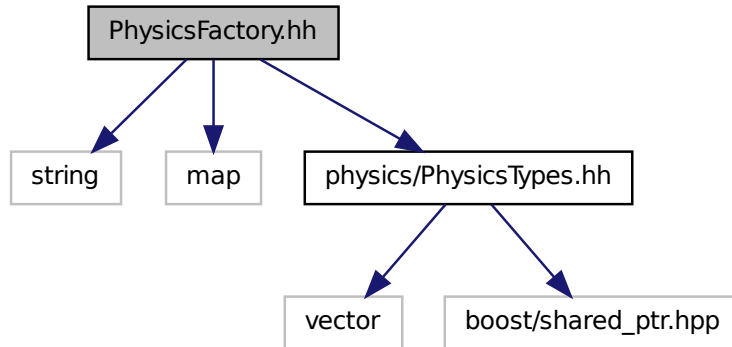 PhysicsFactory.hh
string
map
physics/PhysicsTypes.hh
vector
boost/shared_ptr.hpp